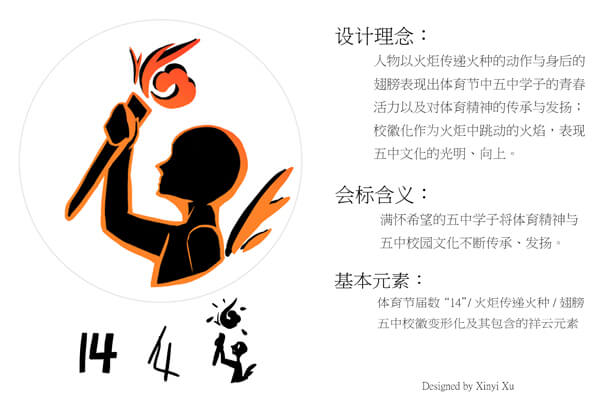 设计理念：
人物以火炬传递火种的动作与身后的
翅膀表现出体育节中五中学子的青春
活力以及对体育精神的传承与发扬；
校徽化作为火炬中跳动的火焰，表现
五中文化的光明、向上。
会标含义：
满怀希望的五中学子将体育精神与
五中校园文化不断传承、发扬。
基本元素：
体育节届数 “14”/ 火炬传递火种 / 翅膀
五中校徽变形化及其包含的祥云元素
14
Designed by Xinyi Xu